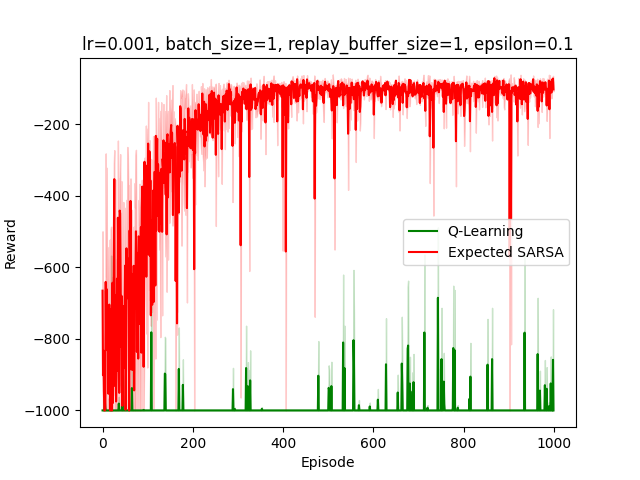 lr=0.001, batch_size=1, replay_buffer_size=1, epsilon=0.1
Reward
−200
−400
−600
−800
−1000
Q-Learning
Expected SARSA
0
200
400
600
800
1000
Episode